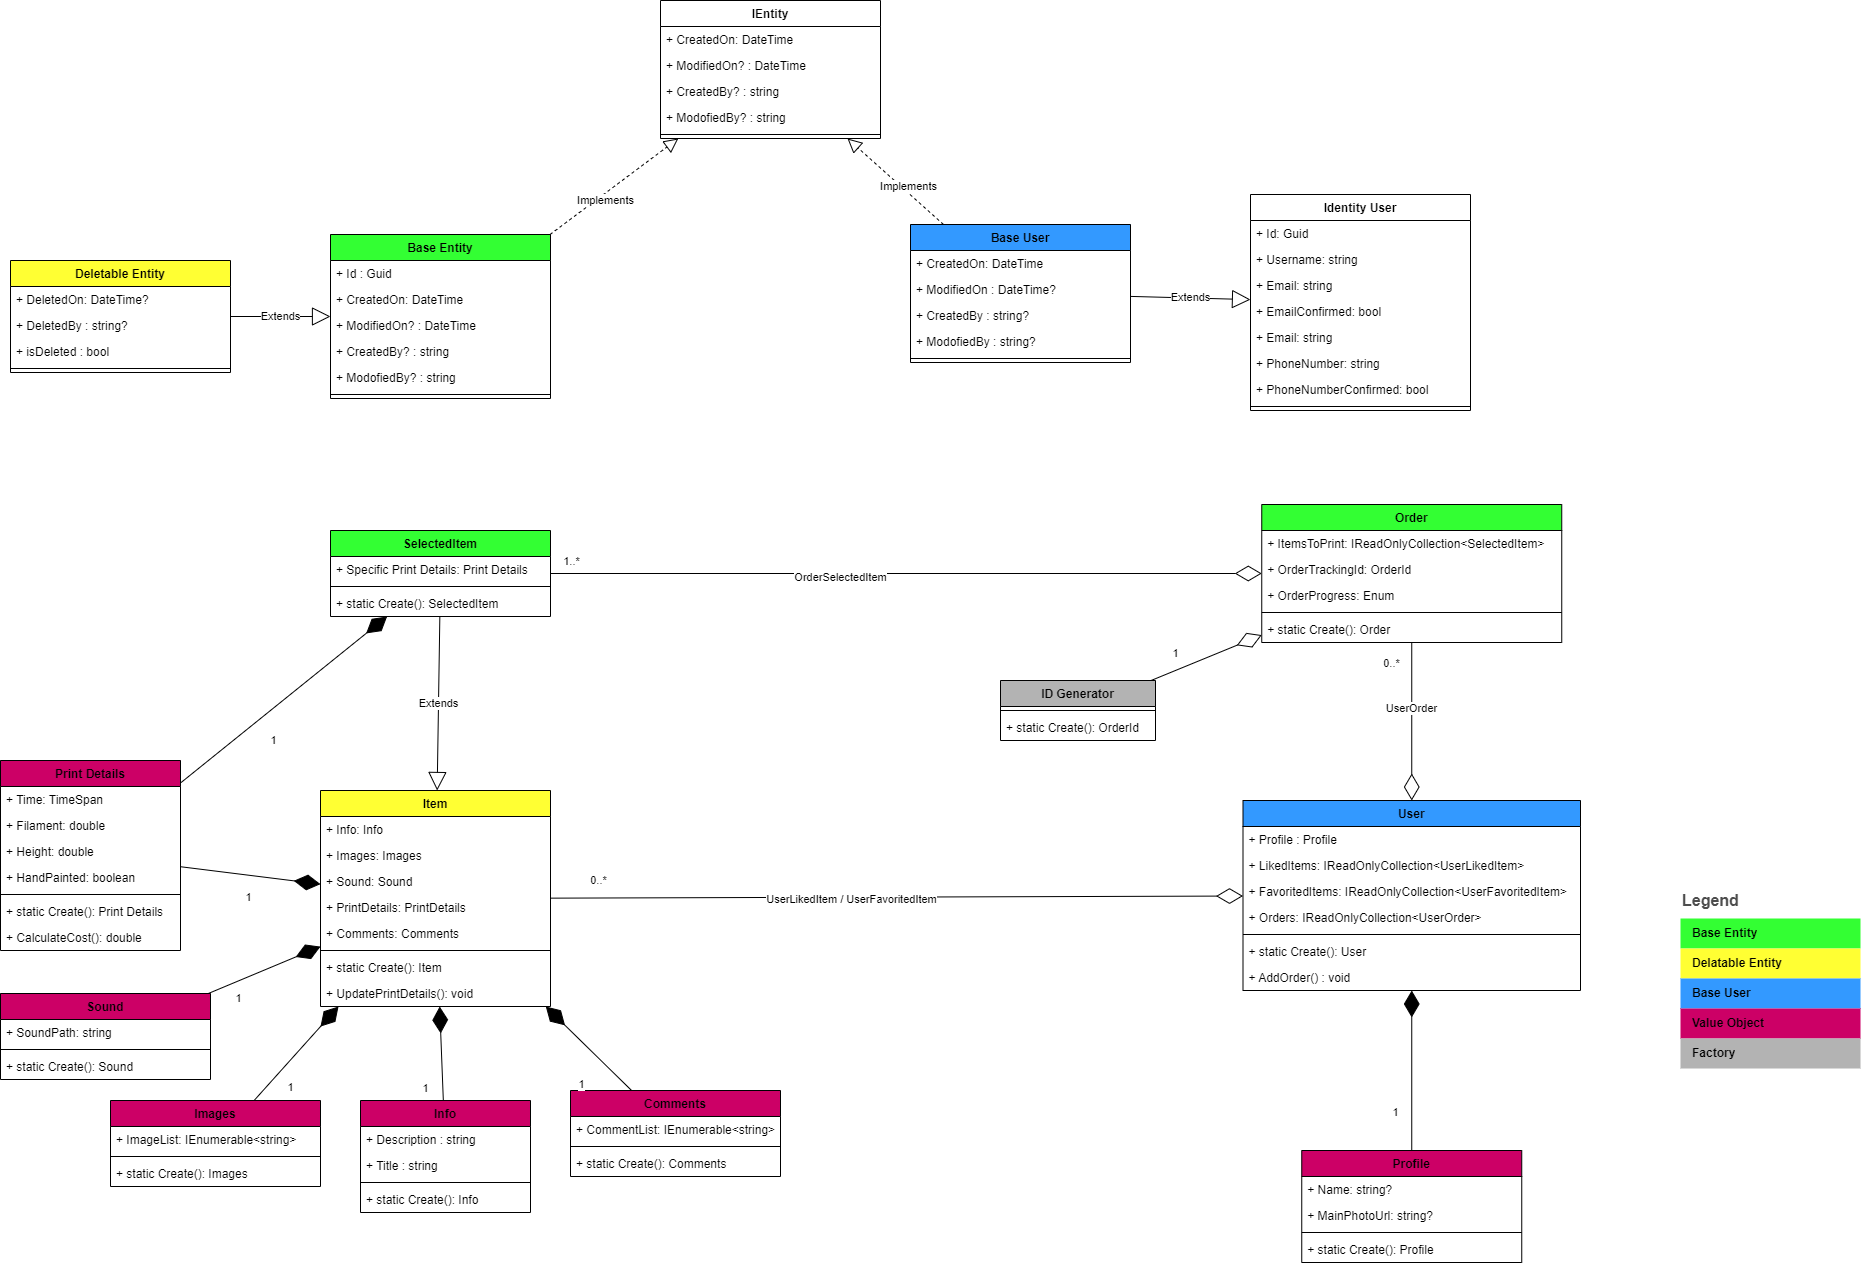 IEntity
+ CreatedOn: DateTime
+ ModifiedOn? : DateTime
+ CreatedBy? : string
+ ModofiedBy? : string
Implements
Implements
Deletable Entity
+ DeletedOn: DateTime?
+ DeletedBy : string?
+ isDeleted : bool
Extends
Base Entity
+ Id : Guid
+ CreatedOn: DateTime
+ ModifiedOn? : DateTime
+ CreatedBy? : string
+ ModofiedBy? : string
Base User
+ CreatedOn: DateTime
+ ModifiedOn : DateTime?
+ CreatedBy : string?
+ ModofiedBy : string?
Extends
Identity User
+ Id: Guid
+ Username: string
+ Email: string
+ EmailConfirmed: bool
+ Email: string
+ PhoneNumber: string
+ PhoneNumberConfirmed: bool
SelectedItem
+ Specific Print Details: Print Details
+ static Create(): SelectedItem
1..*
OrderSelectedItem
Order
+ ItemsToPrint: IReadOnlyCollection<SelectedItem>
+ OrderTrackingId: OrderId
+ OrderProgress: Enum
+ static Create(): Order
1
0..*
ID Generator
+ static Create(): OrderId
UserOrder
Extends
1
Print Details
+ Time: TimeSpan
+ Filament: double
+ Height: double
+ HandPainted: boolean
+ static Create(): Print Details
+ CalculateCost(): double
1
Item
+ Info: Info
+ Images: Images
+ Sound: Sound
+ PrintDetails: PrintDetails
+ Comments: Comments
+ static Create(): Item
+ UpdatePrintDetails(): void
0..*
UserLikedItem / UserFavoritedItem
User
+ Profile : Profile
+ LikedItems: IReadOnlyCollection<UserLikedItem>
+ FavoritedItems: IReadOnlyCollection<UserFavoritedItem>
+ Orders: IReadOnlyCollection<UserOrder>
+ static Create(): User
+ AddOrder() : void
Legend
Base Entity
Delatable Entity
Base User
Value Object
Factory
1
Sound
+ SoundPath: string
+ static Create(): Sound
1
Images
+ ImageList: IEnumerable<string>
+ static Create(): Images
1
Info
+ Description : string
+ Title : string
+ static Create(): Info
1
Comments
+ CommentList: IEnumerable<string>
+ static Create(): Comments
1
Profile
+ Name: string?
+ MainPhotoUrl: string?
+ static Create(): Profile